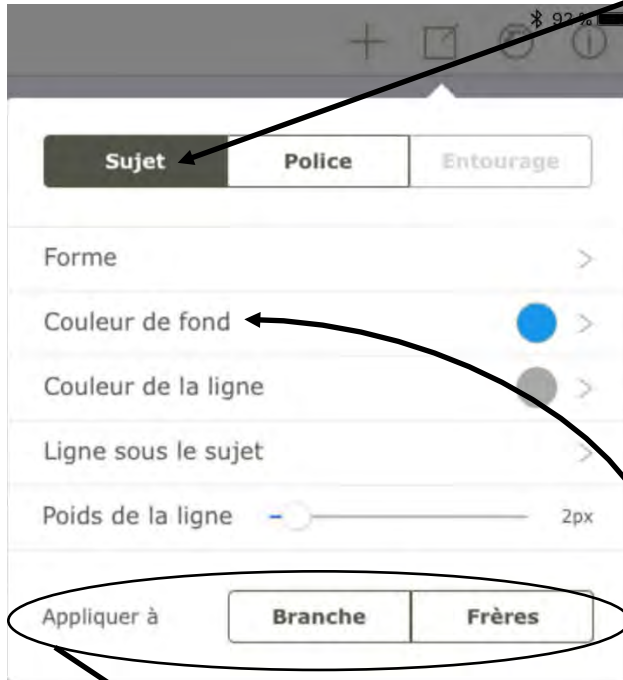 92 %
Sujet Police Entourage
Forme
Couleur de fond
Couleur de la ligne
Ligne sous le sujet
Poids de la ligne 2px
Appliquer à Branche Frères